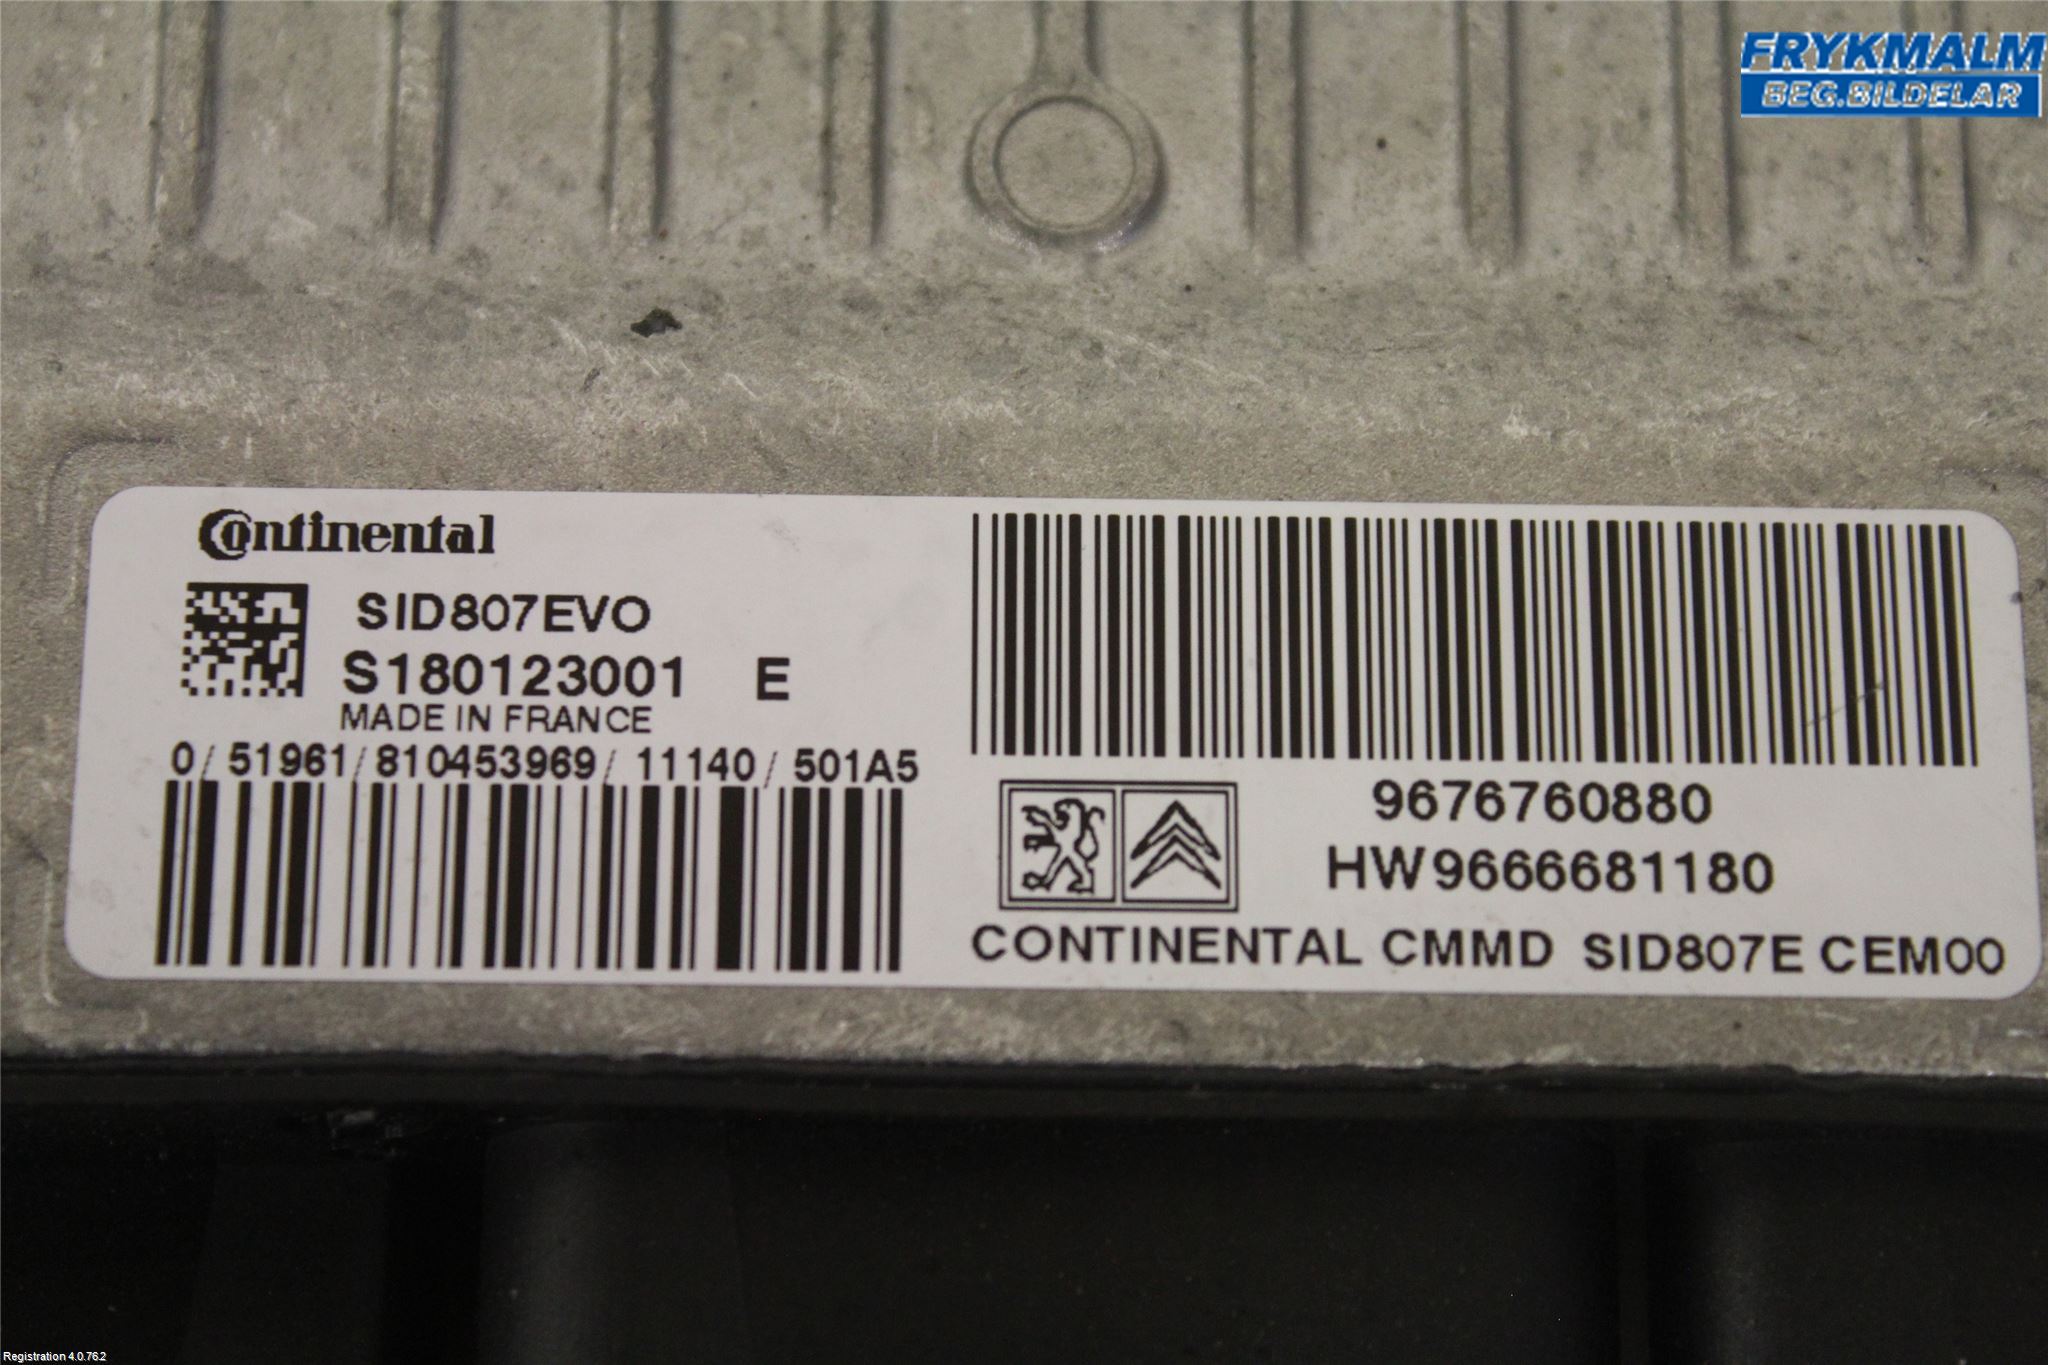 FRYKMALM
BEG.BILDELAR
Continental
SID807EVO
S180123001 E
MADE IN FRANCE
0/51961/810453969/11140/501A5
9676760880
HW9666681180
CONTINENTAL CMMD SID807E CEM00
Registration 4.0.76.2